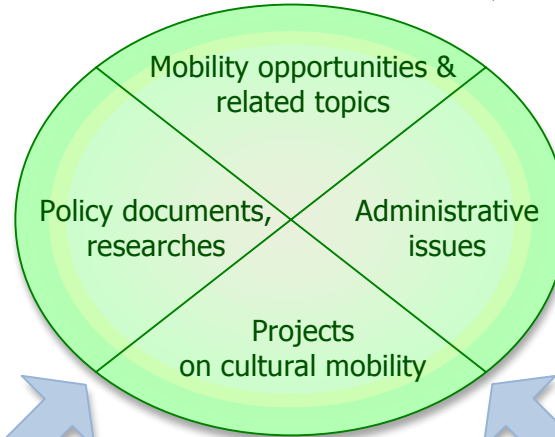 Mobility opportunities &
related topics
Policy documents,
researches
Administrative
issues
Projects
on cultural mobility